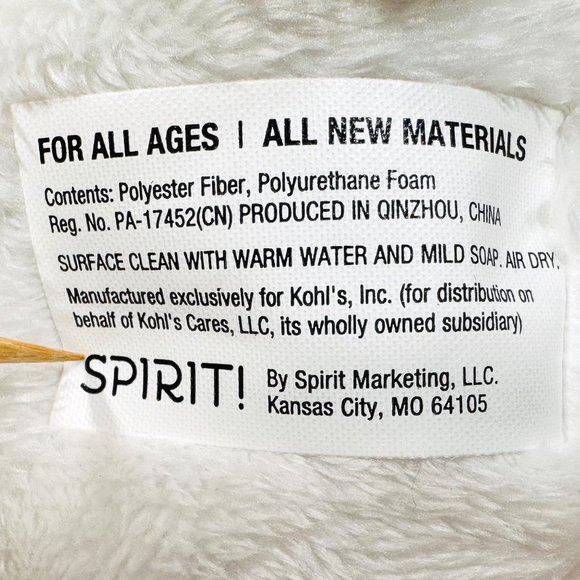 FOR ALL AGES | ALL NEW MATERIALS
Contents: Polyester Fiber, Polyurethane Foam
Reg. No. PA-17452(CN) PRODUCED IN QINZHOU, CHINA
SURFACE CLEAN WITH WARM WATER AND MILD SOAP. AIR DRY.
Manufactured exclusively for Kohl's, Inc. (for distribution on
behalf of Kohl's Cares, LLC, its wholly owned subsidiary)
SPIRIT! By Spirit Marketing, LLC.
Kansas City, MO 64105